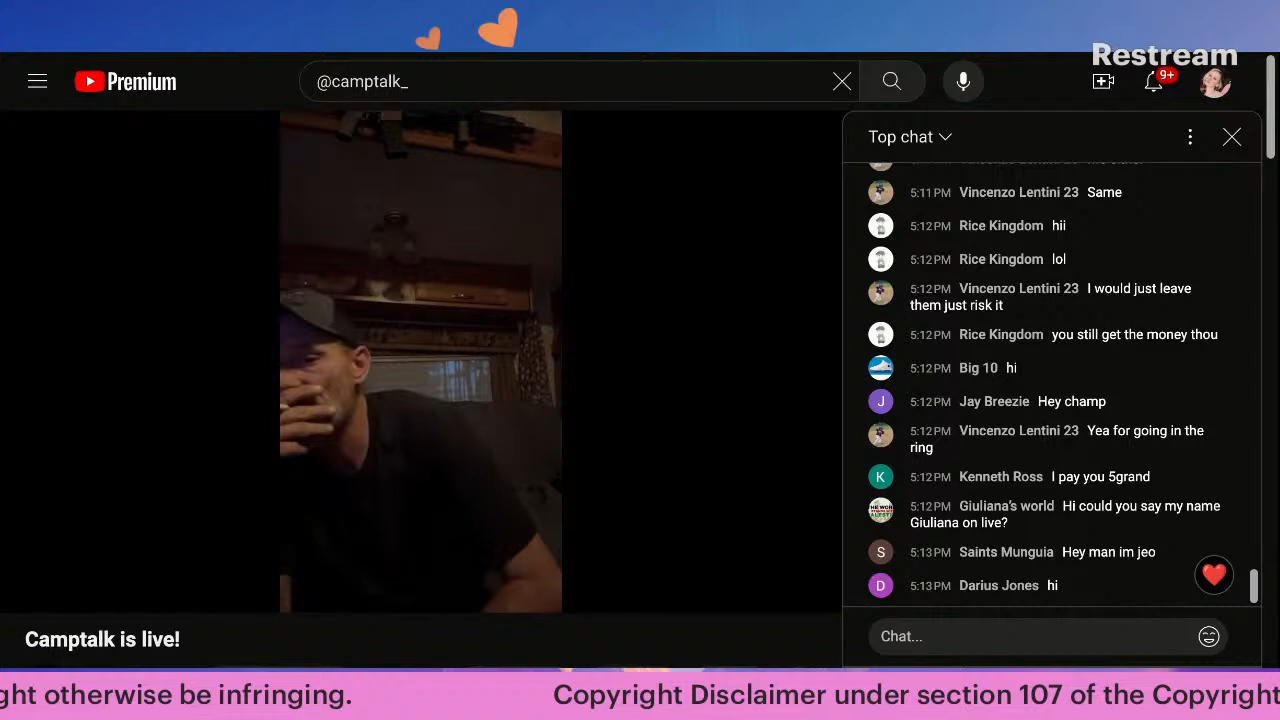 Restream
Premium
@camptalk_
9+
Top chat
5:11 PM Vincenzo Lentini 23 Same
5:12 PM Rice Kingdom hii
5:12 PM Rice Kingdom lol
5:12 PM Vincenzo Lentini 23 I would just leave
them just risk it
5:12 PM Rice Kingdom you still get the money thou
5:12 PM Big 10 hi
J
5:12 PM Jay Breezie Hey champ
5:12 PM Vincenzo Lentini 23 Yea for going in the
ring
K
5:12 PM Kenneth Ross I pay you 5grand
5:12 PM Giuliana's world Hi could you say my name
Giuliana on live?
S
5:13 PM Saints Munguia Hey man im jeo
D
5:13 PM Darius Jones hi
Chat...
Camptalk is live!
ght otherwise be infringing. Copyright Disclaimer under section 107 of the Copyright